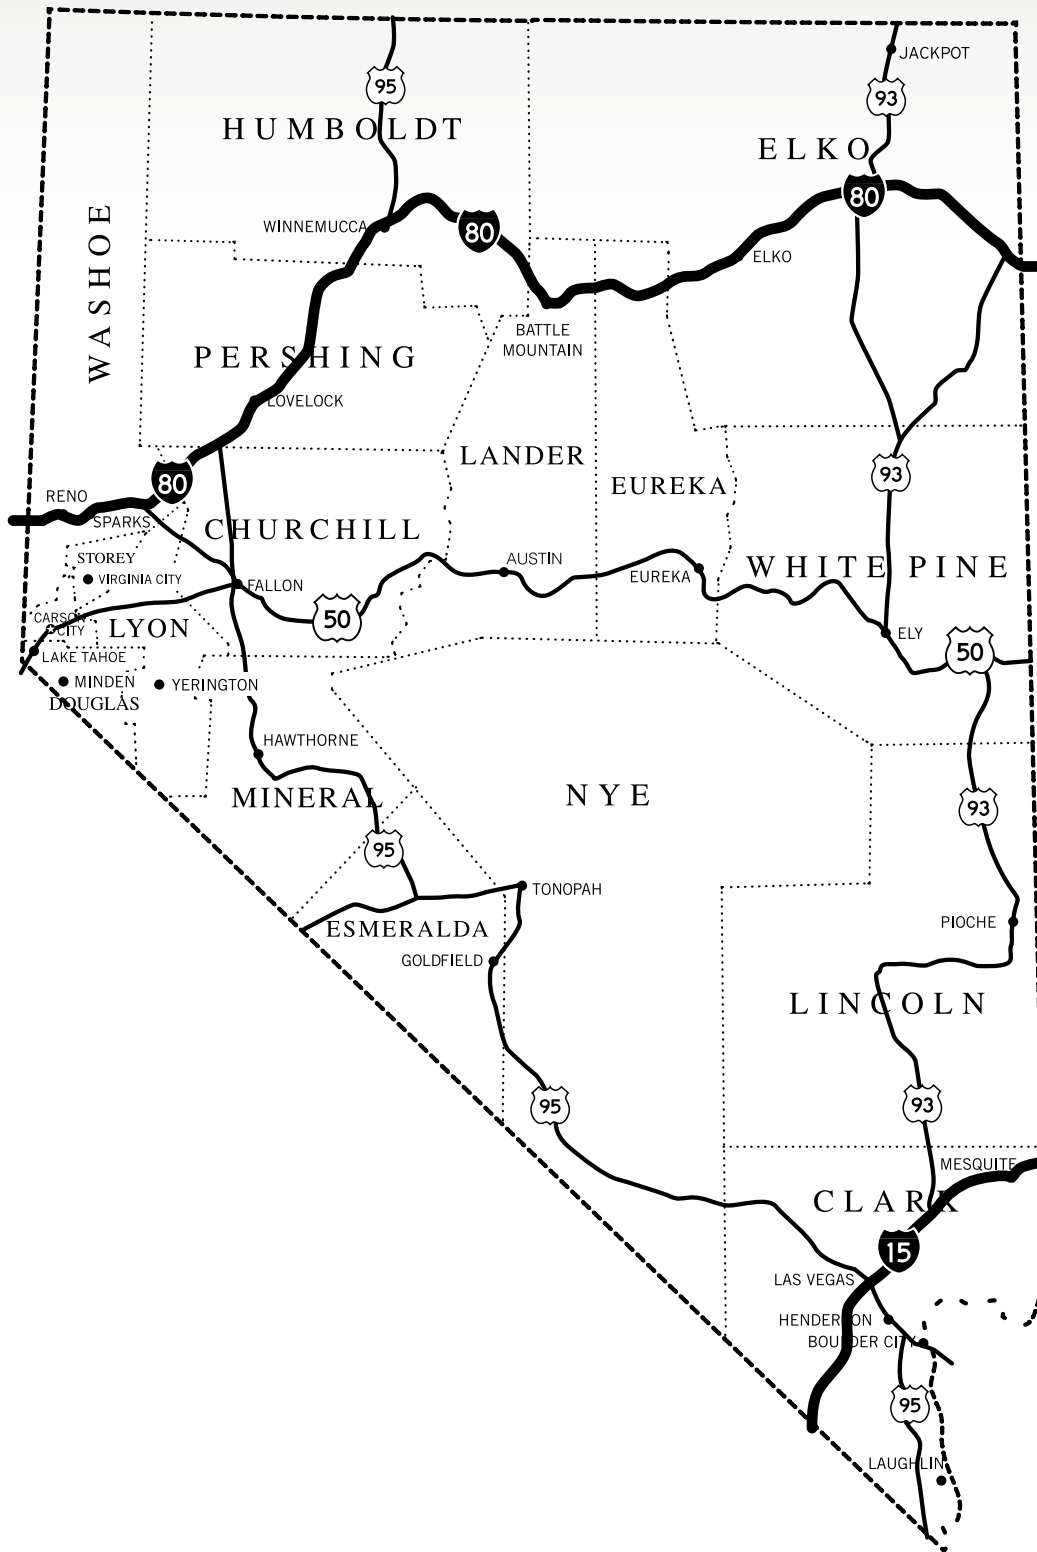 JACKPOT
95
93
HUMBOLDT
ELKO
80
WASHOE
WINNEMUCCA
80
ELKO
BATTLE
MOUNTAIN
PERSHING
LOVELOCK
LANDER
93
80
EUREKA
RENO
SPARKS
CHURCHILL
STOREY
AUSTIN
WHITE PINE
VIRGINIA CITY
EUREKA
FALLON
CARSON
CITY
LYON
50
ELY
50
LAKE TAHOE
MINDEN
YERINGTON
DOUGLAS
HAWTHORNE
MINERAL
NYE
93
95
TONOPAH
ESMERALDA
PIOCHE
GOLDFIELD
LINCOLN
95
93
MESQUITE
CLARK
15
LAS VEGAS
HENDERSON
BOULDER CITY
95
LAUGHLIN